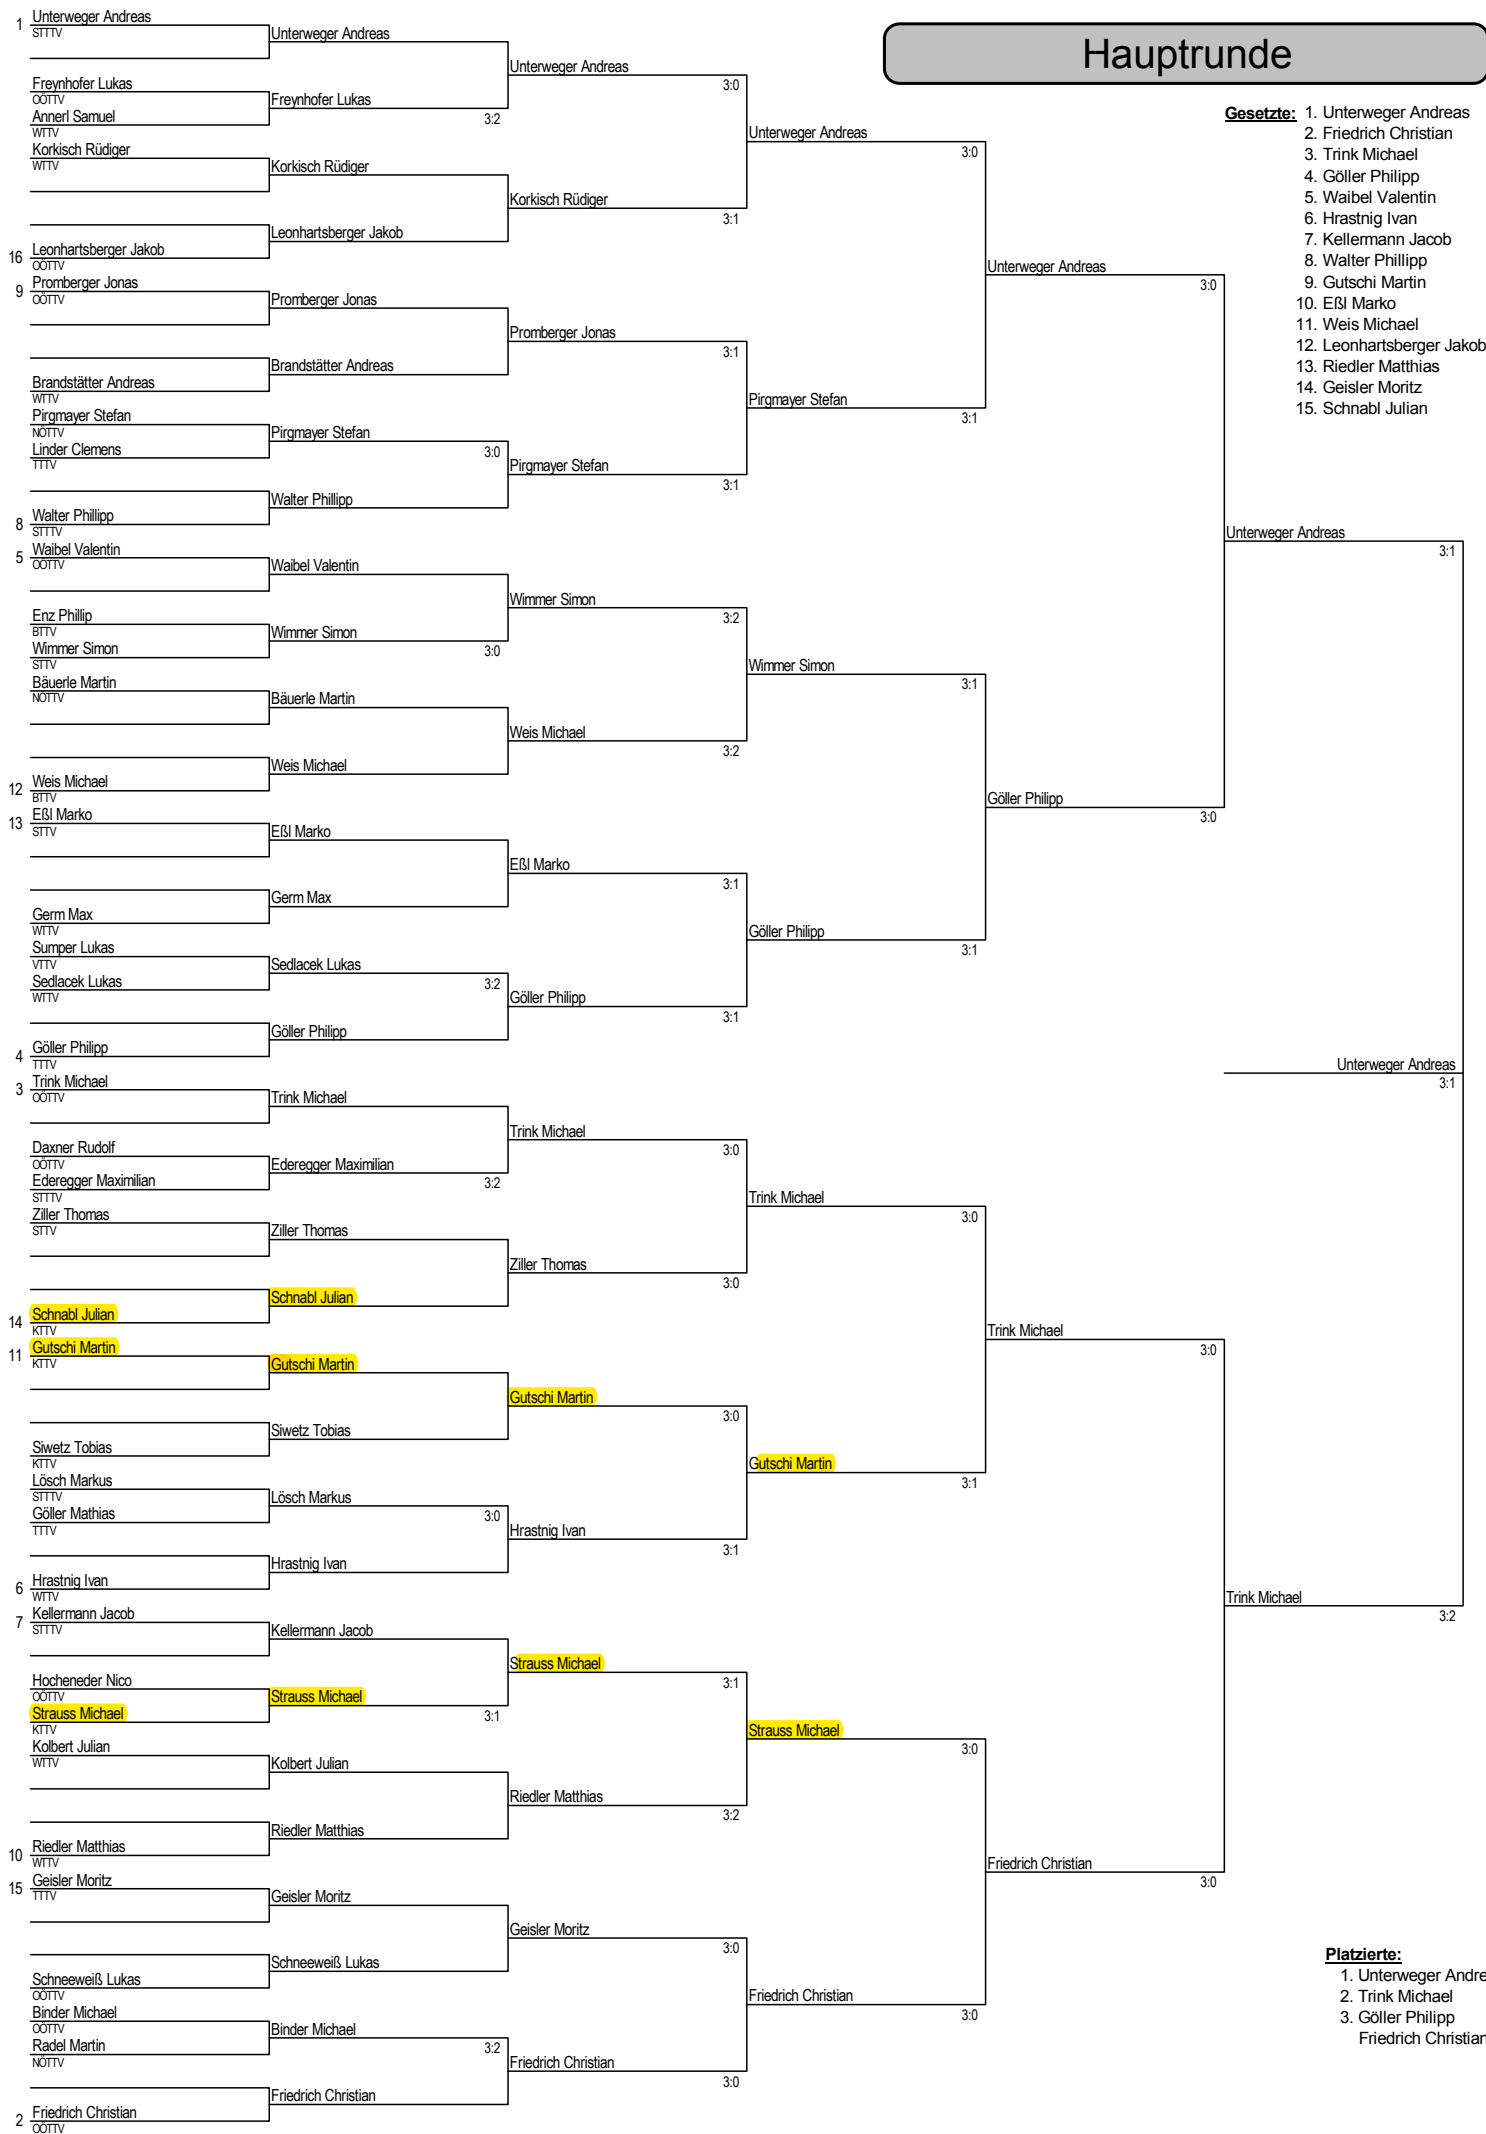 Hauptrunde
Gesetzte: 1. Unterweger Andreas
2. Friedrich Christian
3. Trink Michael
4. Göller Philipp
5. Waibel Valentin
6. Hrastnig Ivan
7. Kellermann Jacob
8. Walter Phillipp
9. Gutschi Martin
10. Eßl Marko
11. Weis Michael
12. Leonhartsberger Jakob
13. Riedler Matthias
14. Geisler Moritz
15. Schnabl Julian
1 Unterweger Andreas
STTTV
Freynhofer Lukas
OÖTTV
Annerl Samuel
WTTV
Korkisch Rüdiger
WTTV
16 Leonhartsberger Jakob
OÖTTV
9 Promberger Jonas
OÖTTV
Brandstätter Andreas
WTTV
Pirgmayer Stefan
NÖTTV
Linder Clemens
TTTV
8 Walter Phillipp
STTTV
5 Waibel Valentin
OÖTTV
Enz Phillip
BTTV
Wimmer Simon
STTV
Bäuerle Martin
NÖTTV
12 Weis Michael
BTTV
13 Eßl Marko
STTV
Germ Max
WTTV
Sumper Lukas
VTTV
Sedlacek Lukas
WTTV
4 Göller Philipp
TTTV
3 Trink Michael
OÖTTV
Daxner Rudolf
OÖTTV
Ederegger Maximilian
STTTV
Ziller Thomas
STTV
14 Schnabl Julian
KTTV
11 Gutschi Martin
KTTV
Siwetz Tobias
KTTV
Lösch Markus
STTTV
Göller Mathias
TTTV
6 Hrastnig Ivan
WTTV
7 Kellermann Jacob
STTTV
Hocheneder Nico
OÖTTV
Strauss Michael
KTTV
Kolbert Julian
WTTV
10 Riedler Matthias
WTTV
15 Geisler Moritz
TTTV
Schneeweiß Lukas
OÖTTV
Binder Michael
OÖTTV
Radel Martin
NÖTTV
2 Friedrich Christian
OÖTTV
Unterweger Andreas
Freynhofer Lukas
3:2
Korkisch Rüdiger
Leonhartsberger Jakob
Promberger Jonas
Brandstätter Andreas
Pirgmayer Stefan
3:0
Walter Phillipp
Waibel Valentin
Wimmer Simon
3:0
Bäuerle Martin
Weis Michael
Eßl Marko
Germ Max
Sedlacek Lukas
3:2
Göller Philipp
Trink Michael
Ederegger Maximilian
3:2
Ziller Thomas
Schnabl Julian
Gutschi Martin
Siwetz Tobias
Lösch Markus
3:0
Hrastnig Ivan
Kellermann Jacob
Strauss Michael
3:1
Kolbert Julian
Riedler Matthias
Geisler Moritz
Schneeweiß Lukas
Binder Michael
3:2
Friedrich Christian
Unterweger Andreas
3:0
Korkisch Rüdiger
3:1
Promberger Jonas
3:1
Pirgmayer Stefan
3:1
Wimmer Simon
3:2
Weis Michael
3:2
Eßl Marko
3:1
Göller Philipp
3:1
Trink Michael
3:0
Ziller Thomas
3:0
Gutschi Martin
3:0
Hrastnig Ivan
3:1
Strauss Michael
3:1
Riedler Matthias
3:2
Geisler Moritz
3:0
Friedrich Christian
3:0
Unterweger Andreas
3:0
Pirgmayer Stefan
3:1
Wimmer Simon
3:1
Göller Philipp
3:1
Trink Michael
3:0
Gutschi Martin
3:1
Strauss Michael
3:0
Friedrich Christian
3:0
Unterweger Andreas
3:0
Göller Philipp
3:0
Trink Michael
3:0
Friedrich Christian
3:0
Unterweger Andreas
3:1
Trink Michael
3:2
Unterweger Andreas
3:1
Platzierte:
1. Unterweger Andre
2. Trink Michael
3. Göller Philipp
Friedrich Christian